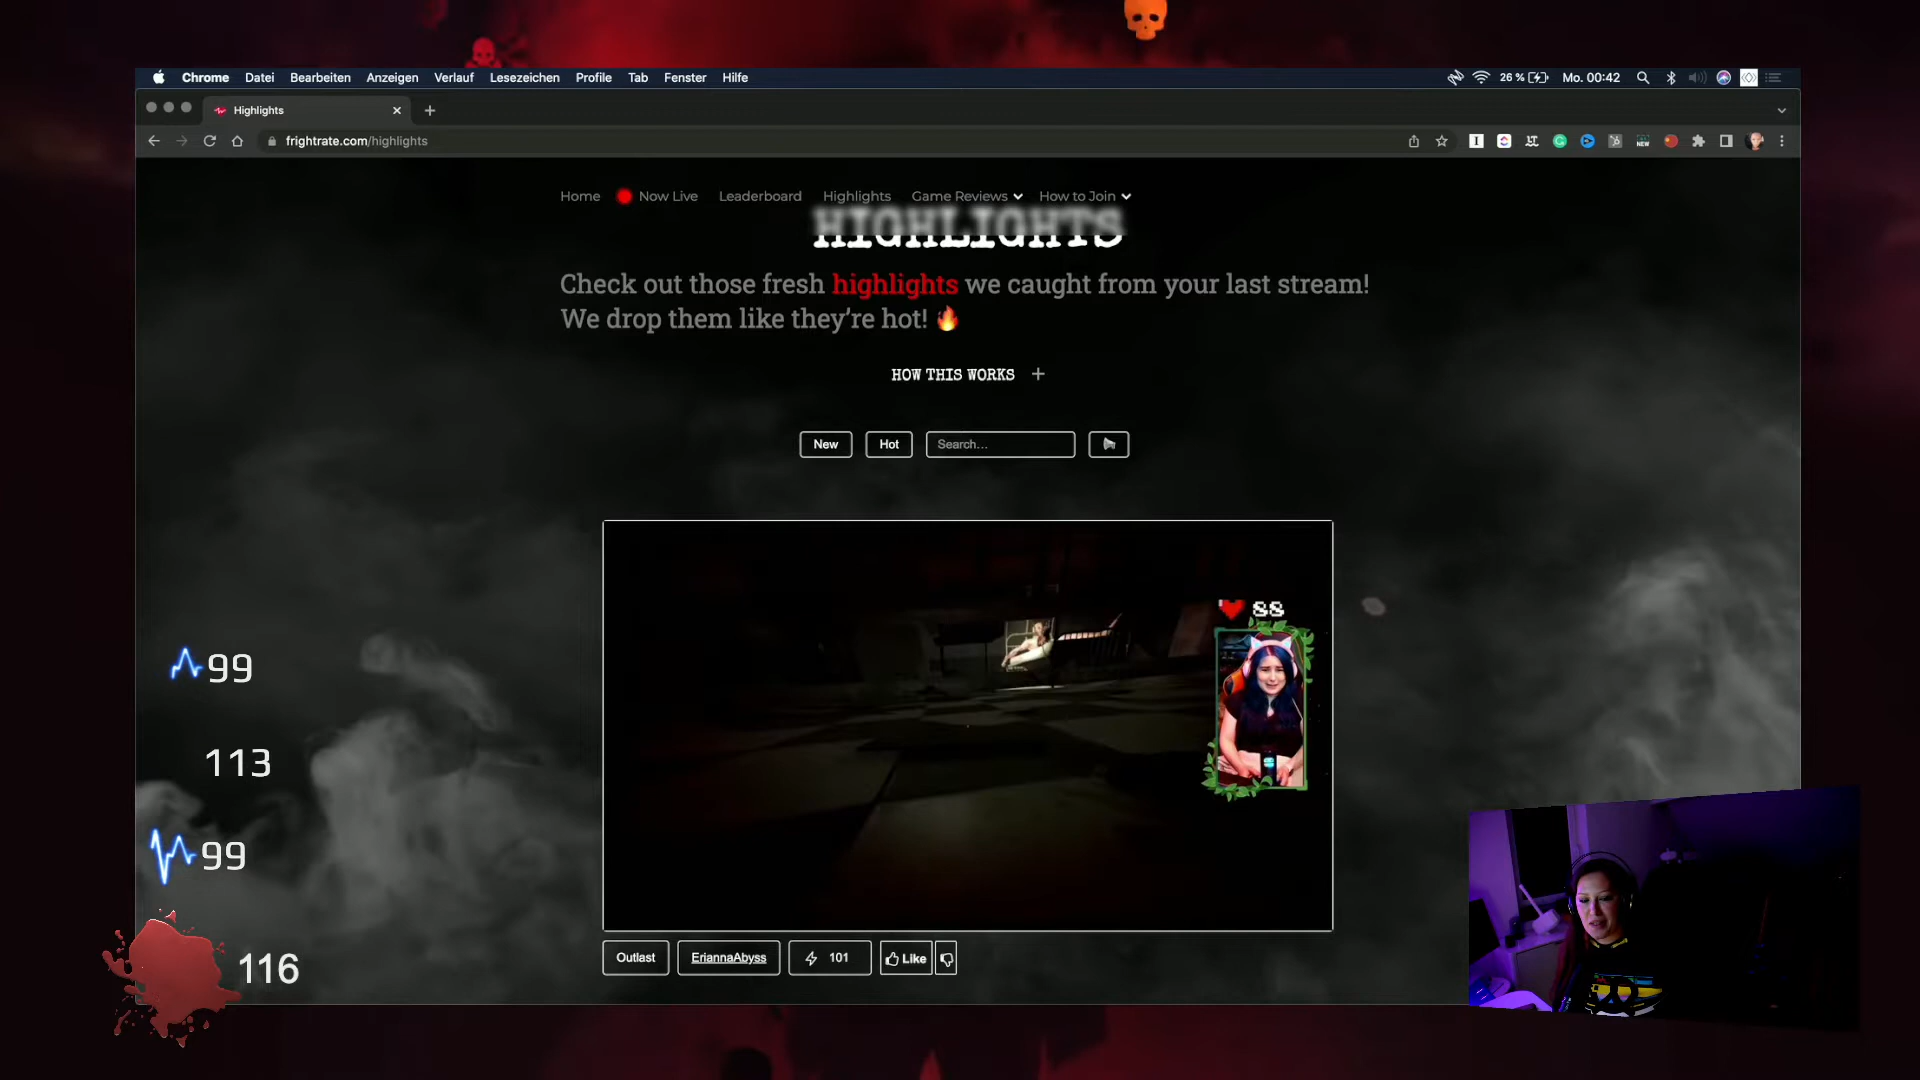 Chrome Datei Bearbeiten Anzeigen Verlauf Lesezeichen Profile Tab Fenster Hilfe 26 % Mo. 00:42
Highlights
frightrate.com/highlights
Home Now Live Leaderboard Highlights Game Reviews How to Join
HIGHLIGHTS
Check out those fresh highlights we caught from your last stream!
We drop them like they're hot! 🔥
HOW THIS WORKS +
New Hot Search...
88
99
113
99
116
Outlast EriannaAbyss 101 Like